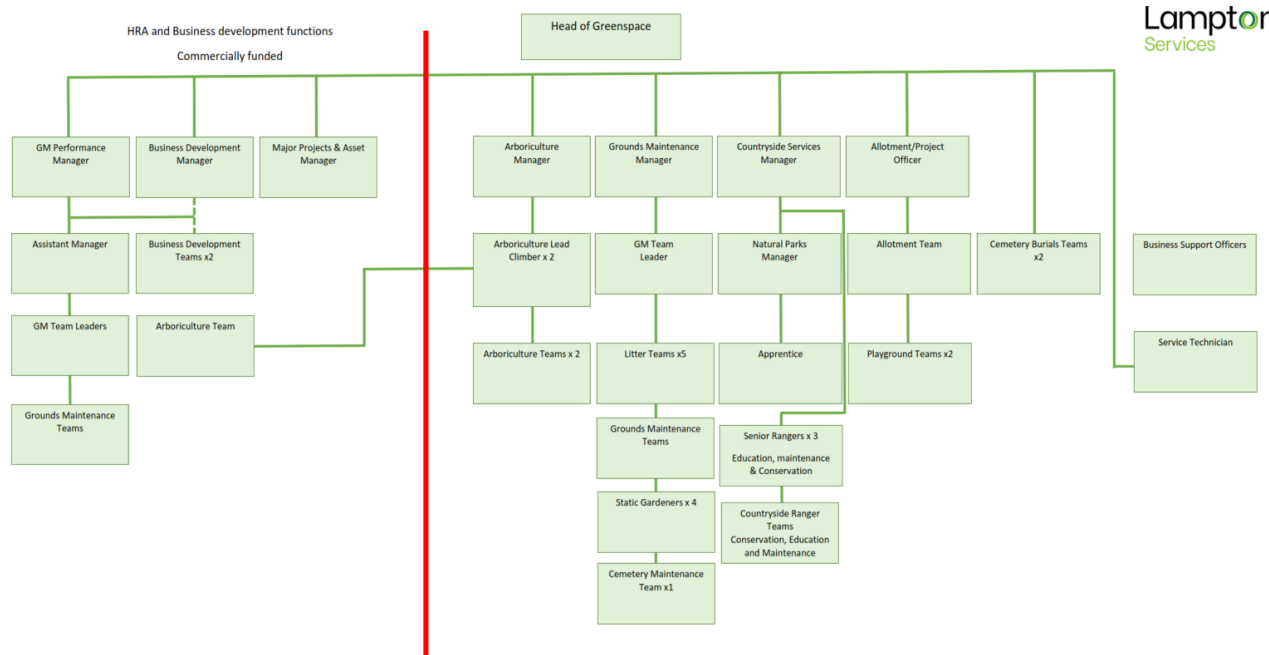 HRA and Business development functions
Commercially funded
Head of Greenspace
Lampton
Services
GM Performance
Manager
Business Development
Manager
Major Projects & Asset
Manager
Arboriculture
Manager
Grounds Maintenance
Manager
Countryside Services
Manager
Allotment/Project
Officer
Assistant Manager
Business Development
Teams x2
Arboriculture Lead
Climber x 2
GM Team
Leader
Natural Parks
Manager
Allotment Team
Cemetery Burials Teams
x2
Business Support Officers
GM Team Leaders
Arboriculture Team
Arboriculture Teams x 2
Litter Teams x5
Apprentice
Playground Teams x2
Service Technician
Grounds Maintenance
Teams
Grounds Maintenance
Teams
Senior Rangers x 3
Education, maintenance
& Conservation
Static Gardeners x 4
Countryside Ranger
Teams
Conservation, Education
and Maintenance
Cemetery Maintenance
Team x1